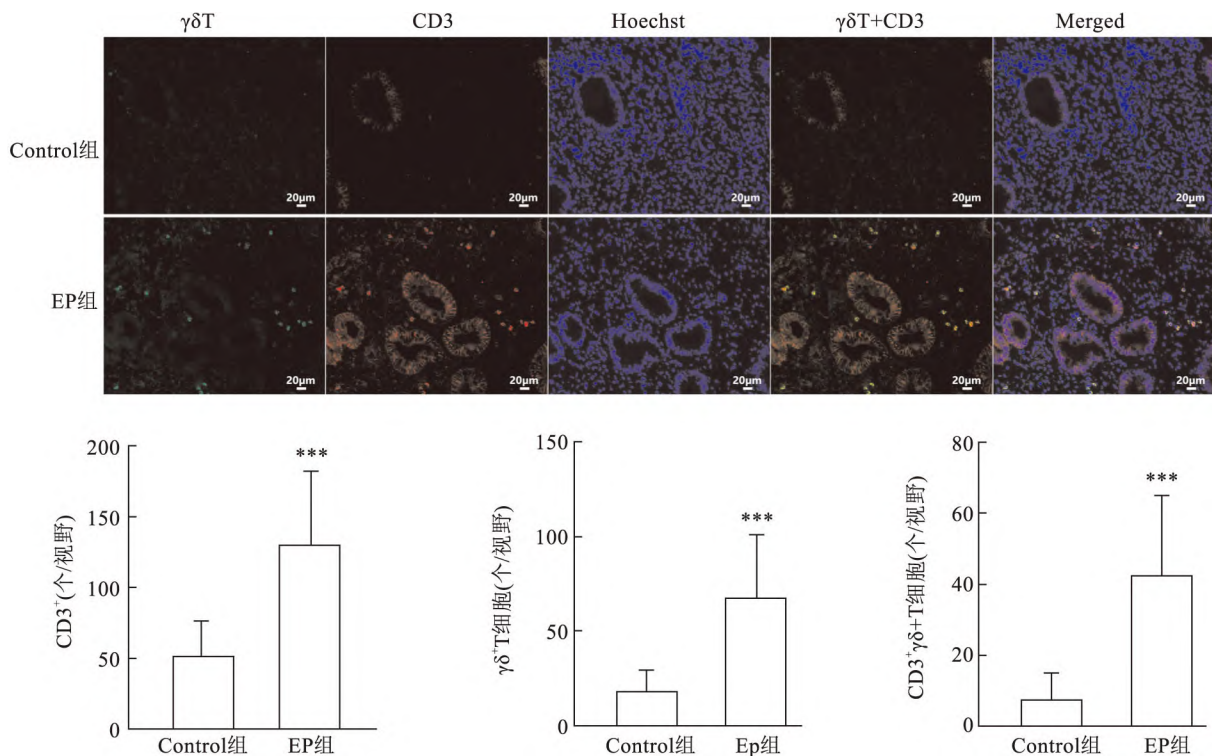 γδT CD3 Hoechst γδT+CD3 Merged
Control组
20μm 20μm 20μm 20μm 20μm
EP组
20μm 20μm 20μm 20μm 20μm
CD3⁺(个/视野)
200
150
100
50
0
***
Control组 EP组
γδ⁺T细胞(个/视野)
150
100
50
0
***
Control组 Ep组
CD3⁺γδ+T细胞(个/视野)
80
60
40
20
0
***
Control组 EP组